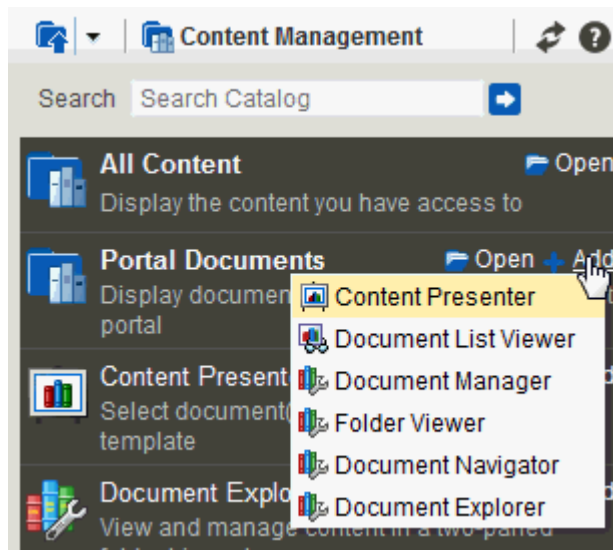 Content Management
Search Search Catalog
All Content Open
Display the content you have access to
Portal Documents Open Add
Display documen
portal
Content Presenter
Document List Viewer
Document Manager
Folder Viewer
Document Navigator
Document Explorer
Content Present
Select document(
template
Document Explo
View and manage content in a two-paned